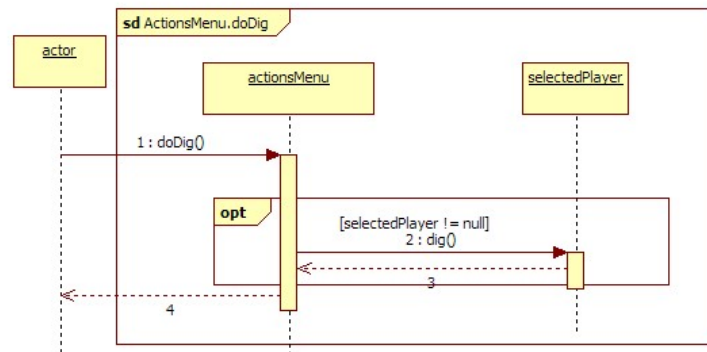 sd ActionsMenu.doDig
actor
actionsMenu
selectedPlayer
1 : doDig()
opt
[selectedPlayer != null]
2 : dig()
3
4